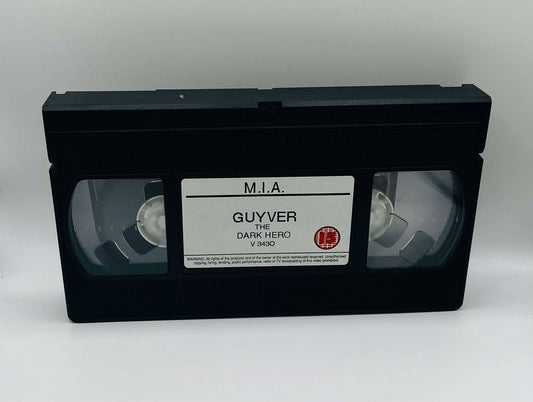 M.I.A.
GUYVER
THE
DARK HERO
V 3430
15
WARNING: All rights of the producer and of the owner of the work reproduced reserved. Unauthorised
copying, hiring, lending, public performance, radio or TV broadcasting of this video prohibited.